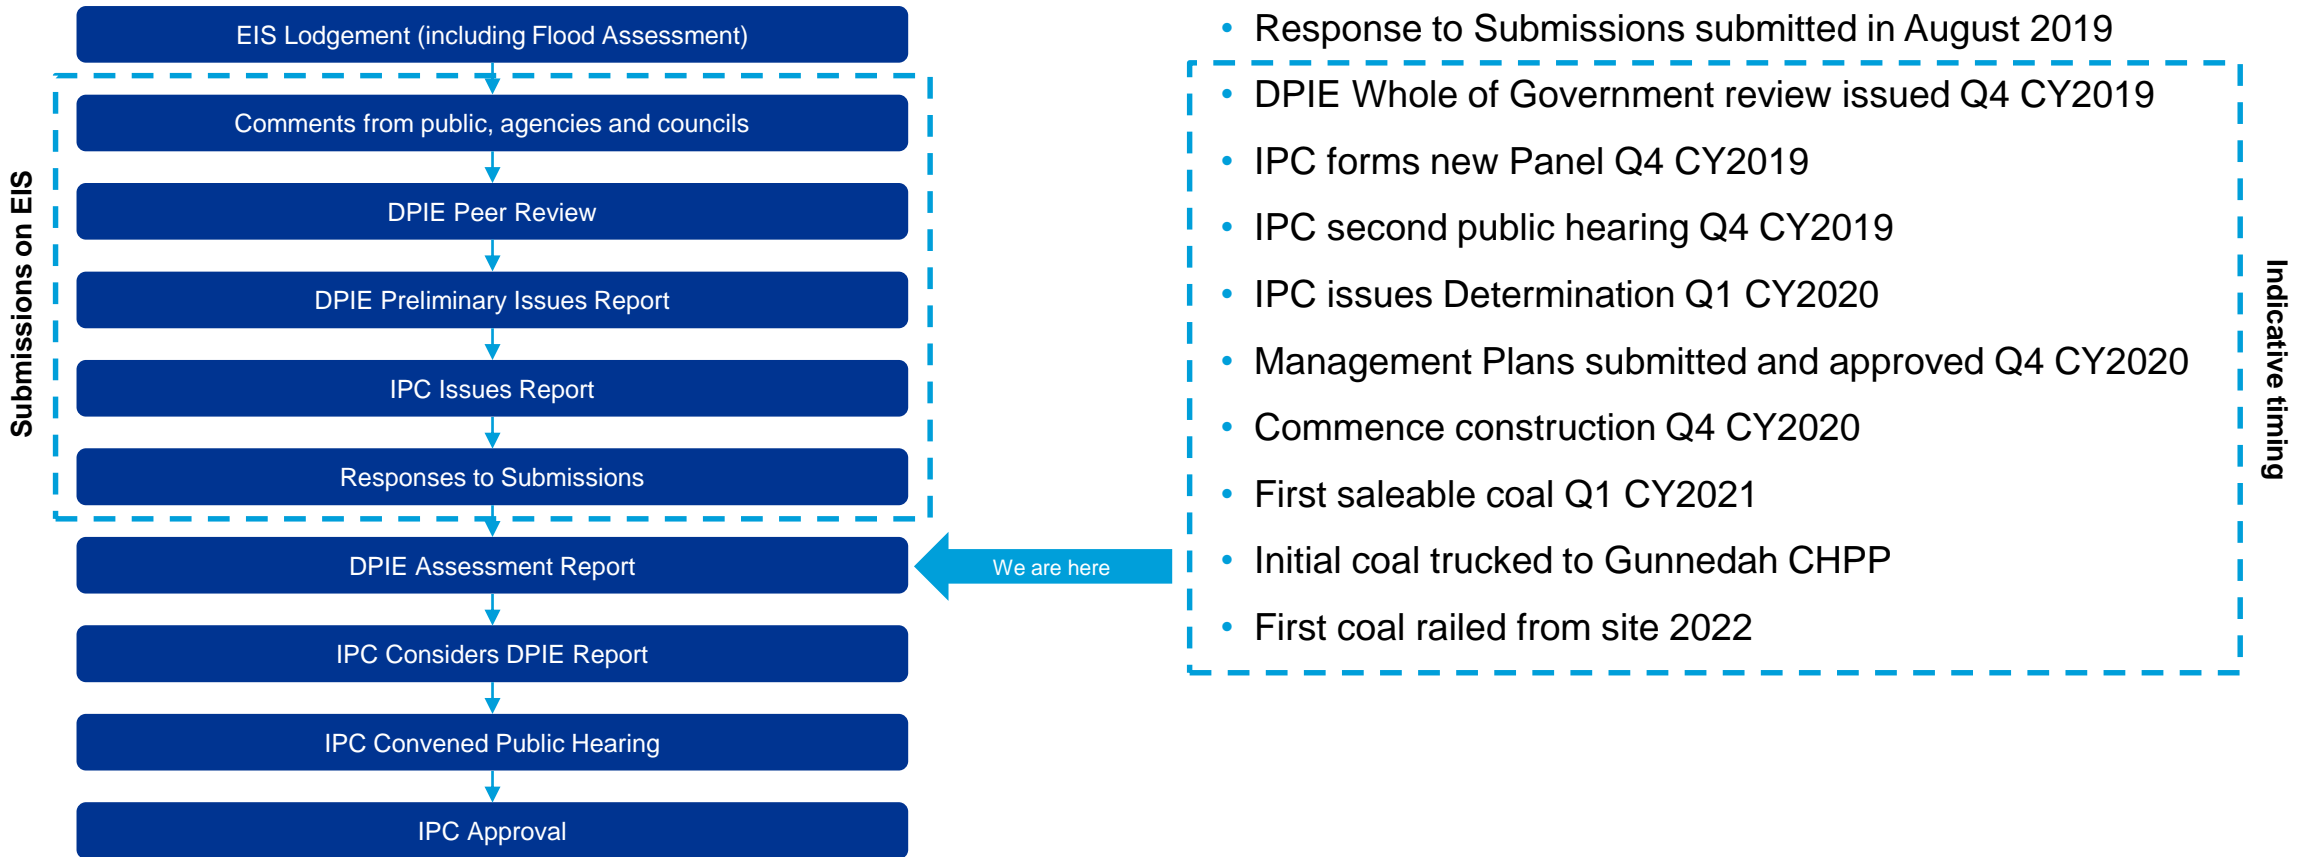 EIS Lodgement (including Flood Assessment)
Submissions on EIS
Comments from public, agencies and councils
DPIE Peer Review
DPIE Preliminary Issues Report
IPC Issues Report
Responses to Submissions
DPIE Assessment Report
We are here
IPC Considers DPIE Report
IPC Convened Public Hearing
IPC Approval
• Response to Submissions submitted in August 2019
• DPIE Whole of Government review issued Q4 CY2019
• IPC forms new Panel Q4 CY2019
• IPC second public hearing Q4 CY2019
• IPC issues Determination Q1 CY2020
• Management Plans submitted and approved Q4 CY2020
• Commence construction Q4 CY2020
• First saleable coal Q1 CY2021
• Initial coal trucked to Gunnedah CHPP
• First coal railed from site 2022
Indicative timing